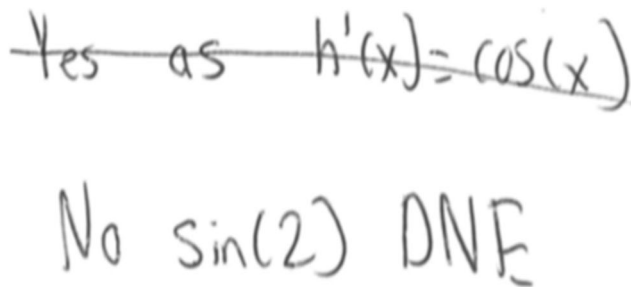 Yes as h'(x)= cos(x)
No sin(2) DNE